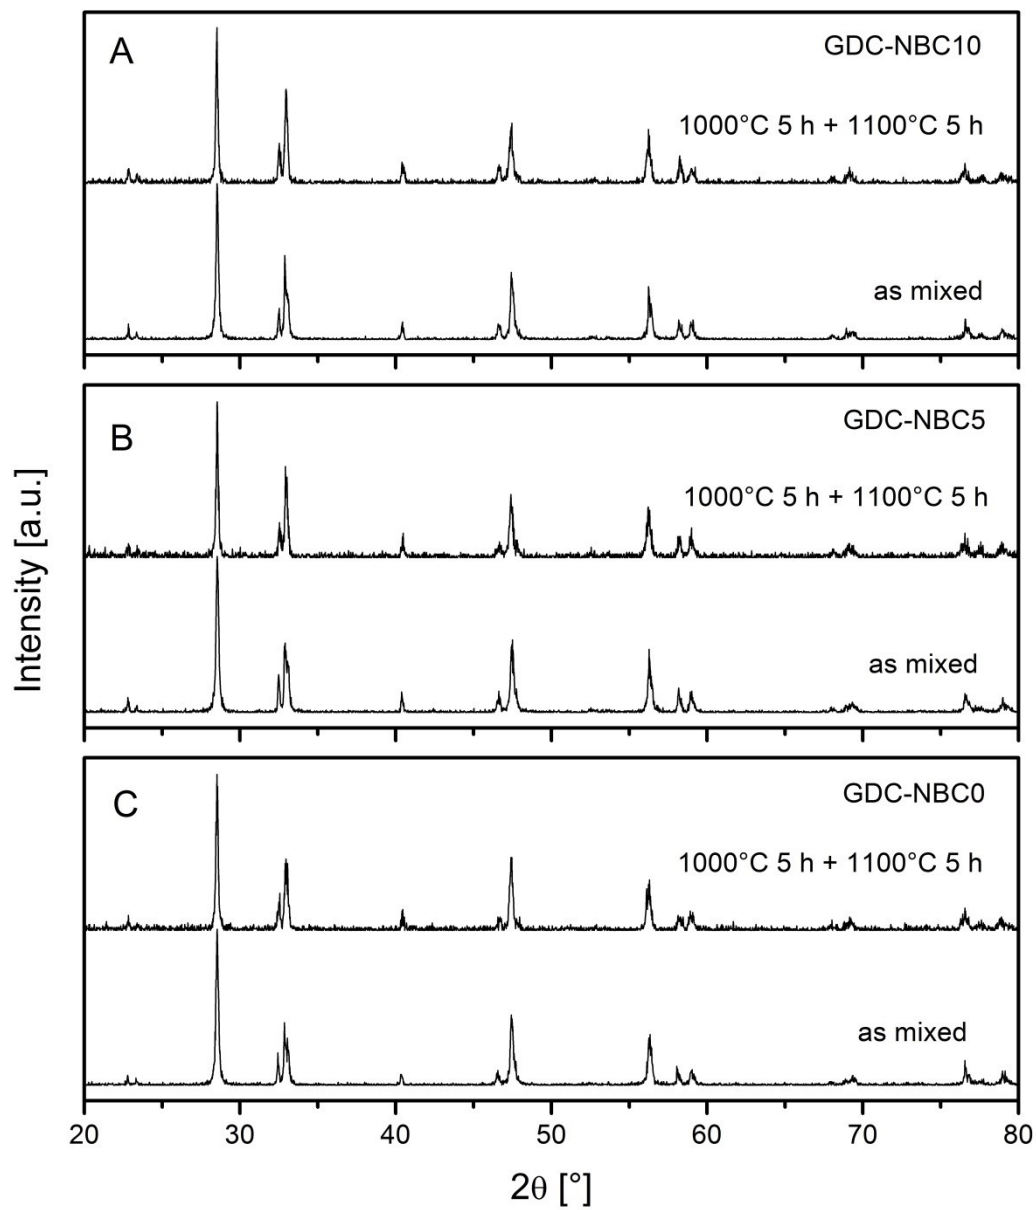 A
GDC-NBC10
1000°C 5 h + 1100°C 5 h
as mixed
B
GDC-NBC5
1000°C 5 h + 1100°C 5 h
as mixed
C
GDC-NBC0
1000°C 5 h + 1100°C 5 h
as mixed
Intensity [a.u.]
20 30 40 50 60 70 80
2θ [°]